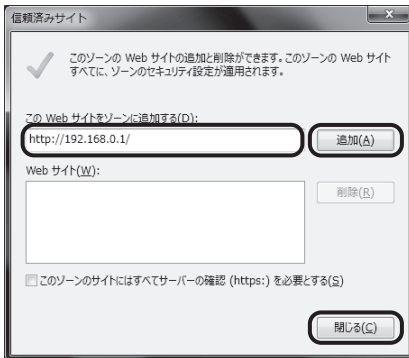 信頼済みサイト
このゾーンの Web サイトの追加と削除ができます。このゾーンの Web サイト
すべてに、ゾーンのセキュリティ設定が適用されます。
この Web サイトをゾーンに追加する(D):
http://192.168.0.1/
追加(A)
Web サイト(W):
削除(R)
このゾーンのサイトにはすべてサーバーの確認 (https:) を必要とする(S)
閉じる(C)